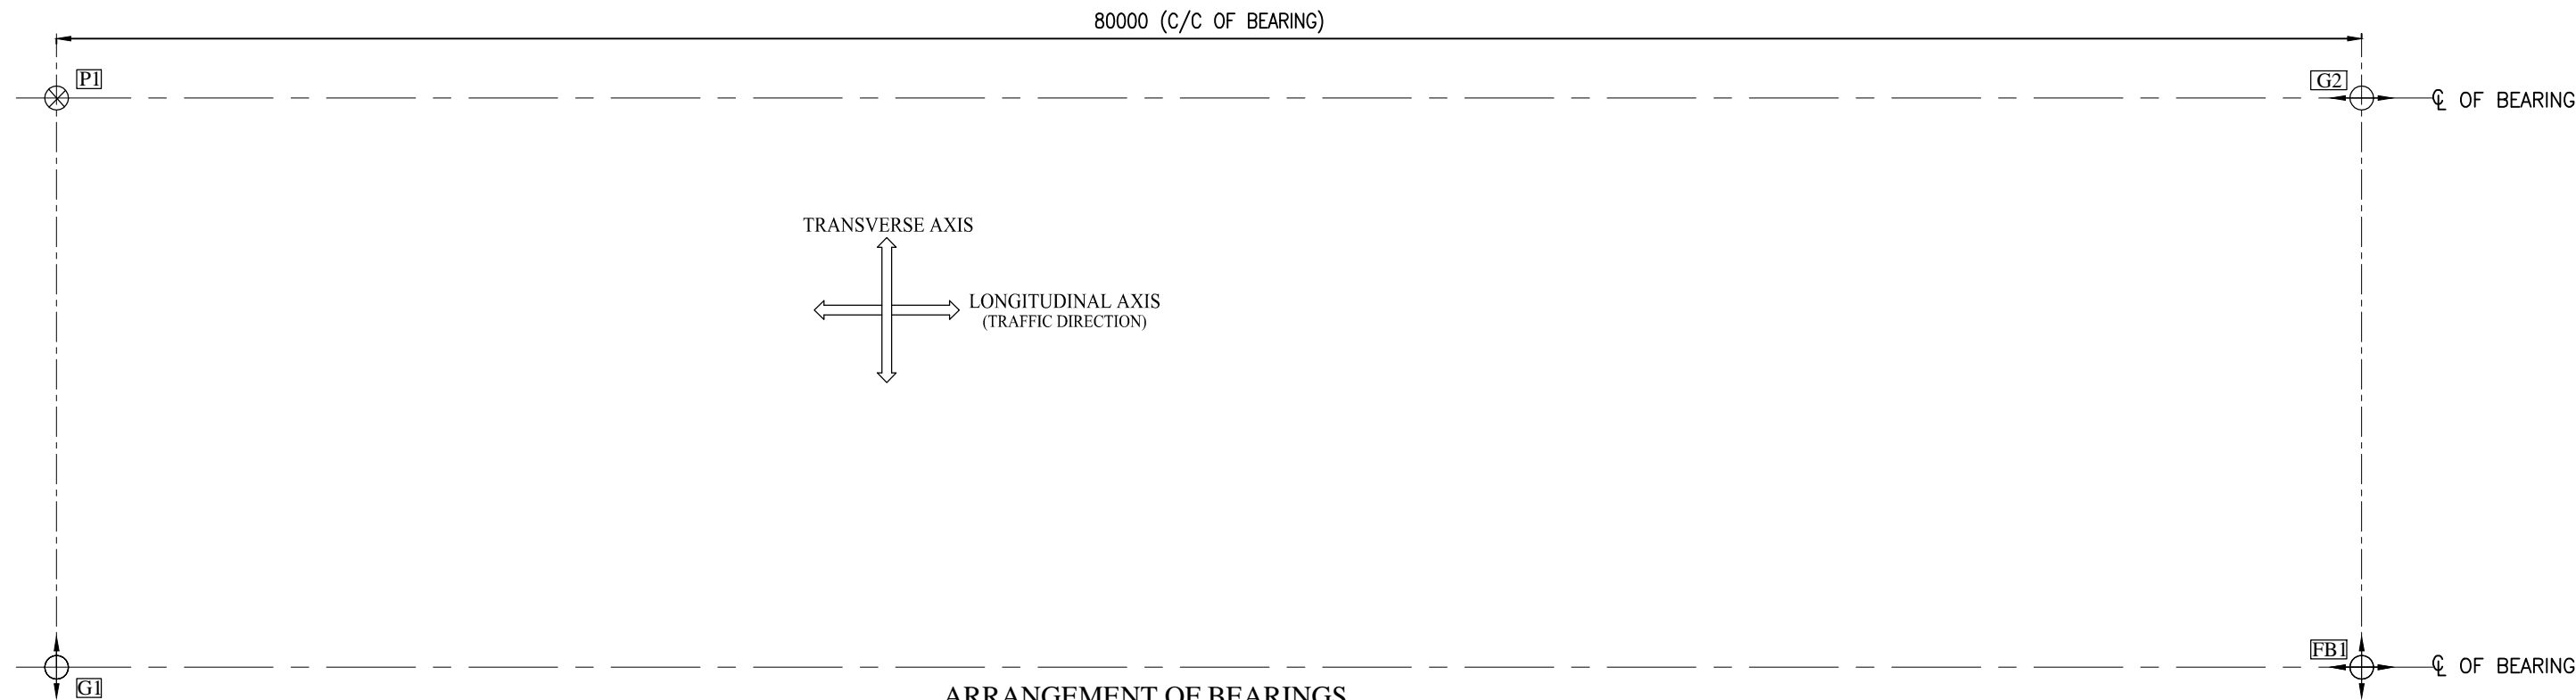 80000 (C/C OF BEARING)
P1
G2
℄ OF BEARING
TRANSVERSE AXIS
LONGITUDINAL AXIS
(TRAFFIC DIRECTION)
FB1
℄ OF BEARING
G1
ARRANGEMENT OF BEARINGS